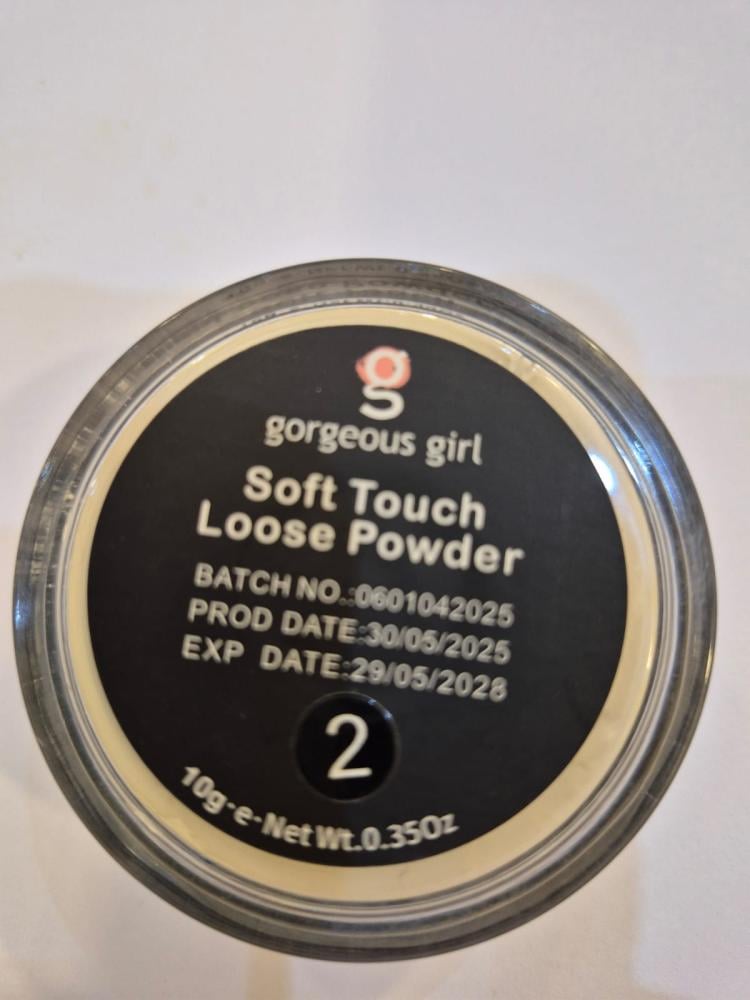 g
gorgeous girl
Soft Touch
Loose Powder
BATCH NO.:0601042025
PROD DATE:30/05/2025
EXP DATE:29/05/2028
2
10g-e-Net Wt.0.35Oz